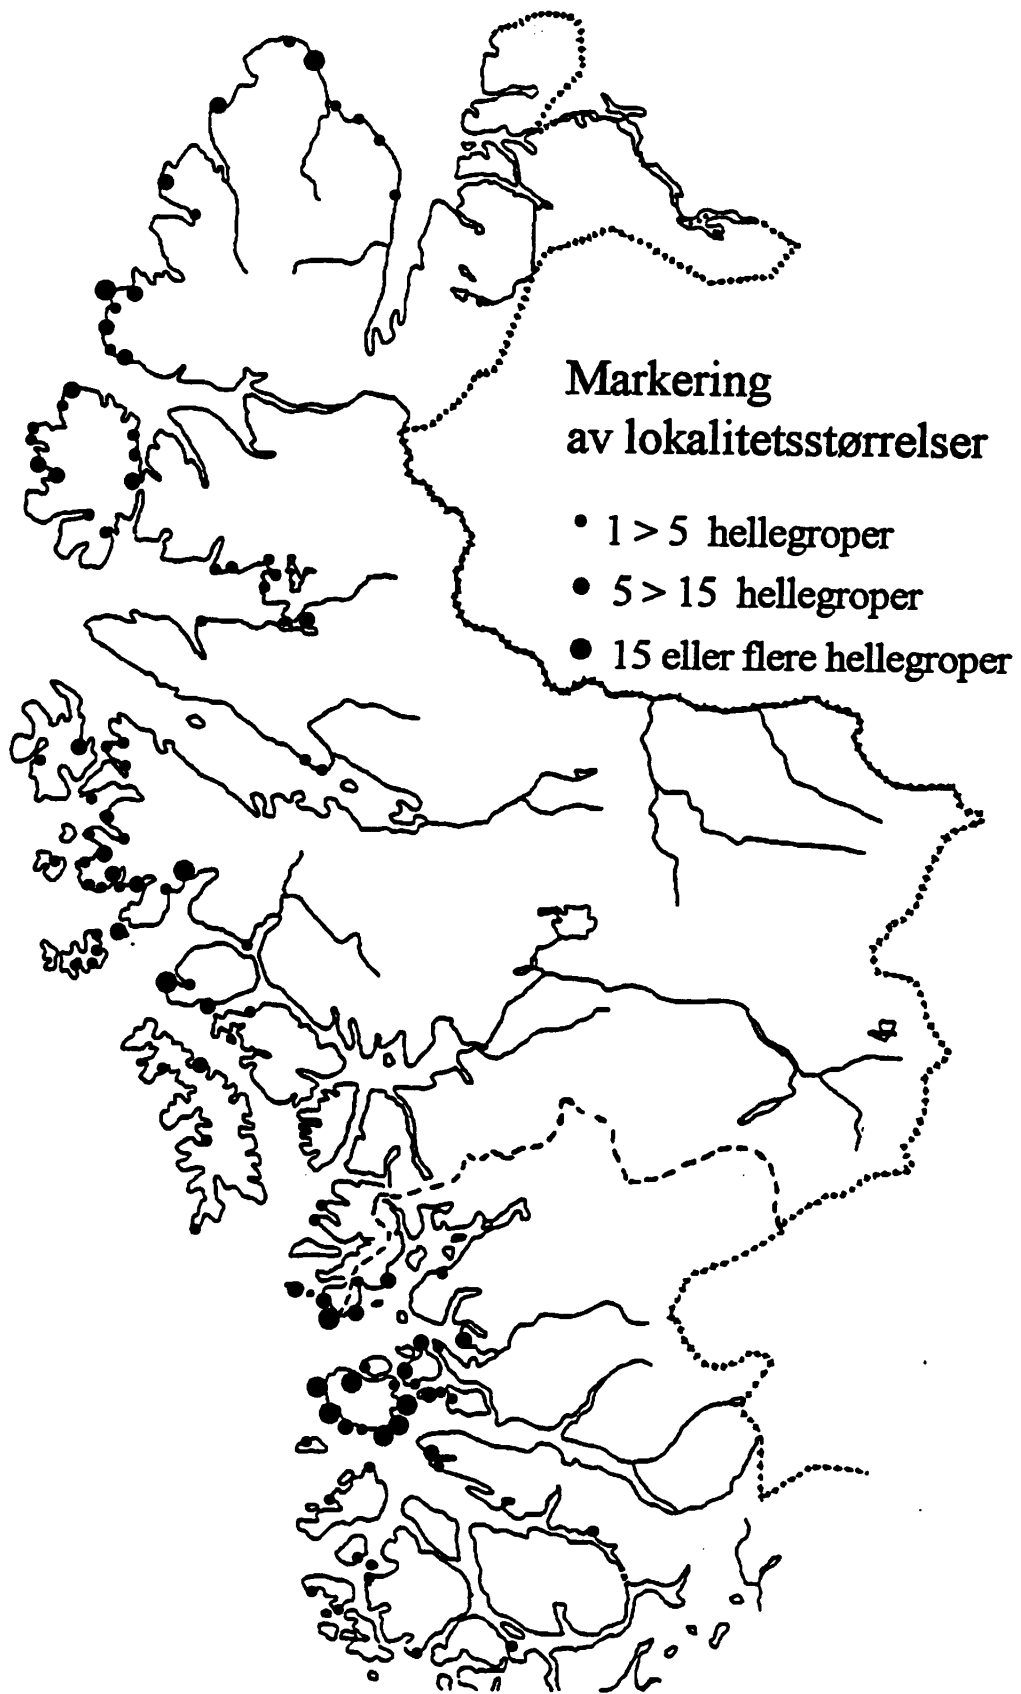 Markering
av lokalitetsstørrelser
1 > 5 hellegroper
5 > 15 hellegroper
15 eller flere hellegroper